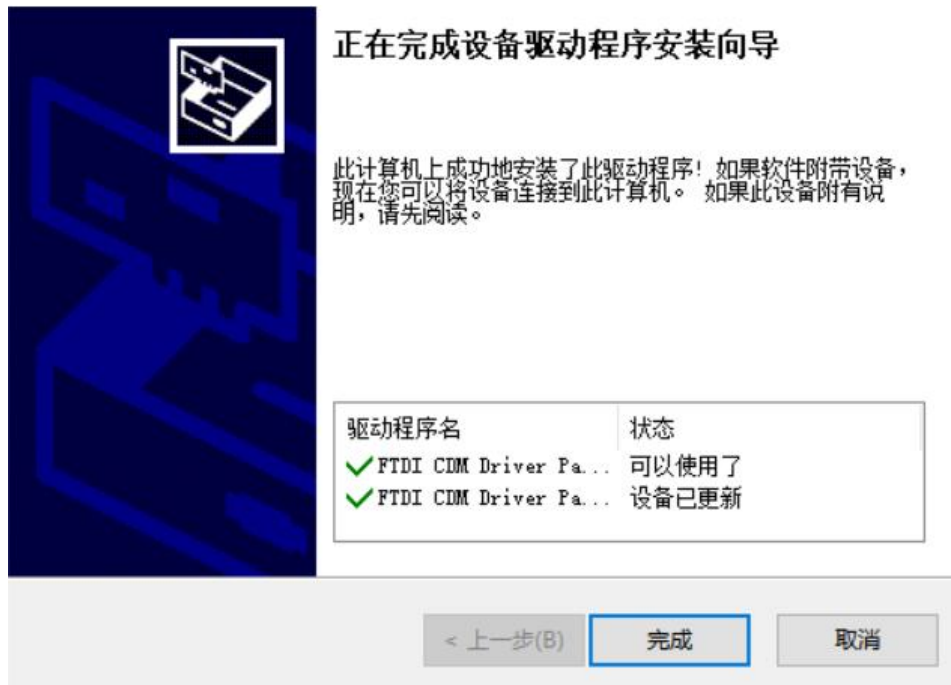 正在完成设备驱动程序安装向导
此计算机上成功地安装了此驱动程序！如果软件附带设备，
现在您可以将设备连接到此计算机。 如果此设备附有说
明，请先阅读。
驱动程序名 状态
FTDI CDM Driver Pa... 可以使用了
FTDI CDM Driver Pa... 设备已更新
< 上一步(B) 完成 取消